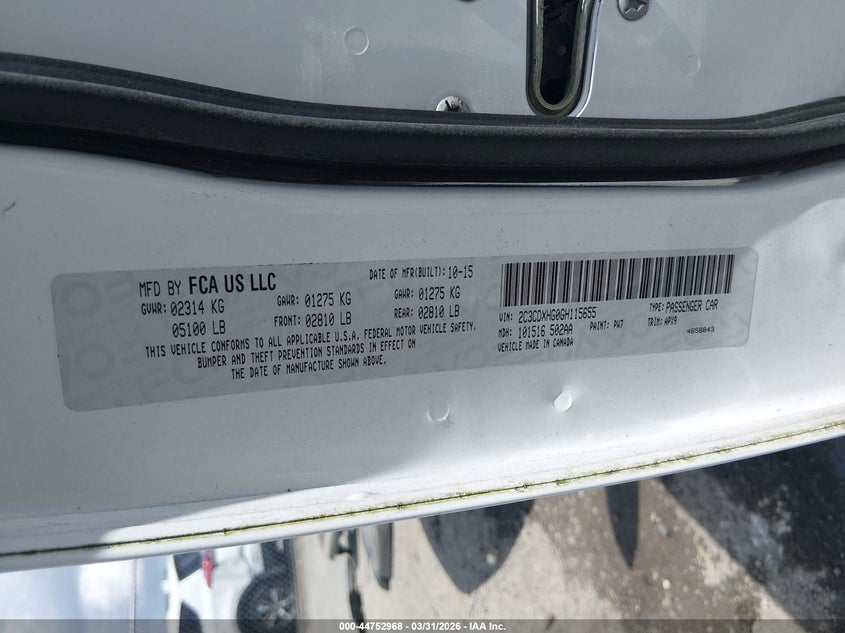 MFD BY FCA US LLC
DATE OF MFR(BUILT): 10-15
GVWR: 02314 KG
GAWR: 01275 KG
GAWR: 01275 KG
05100 LB
FRONT: 02810 LB
REAR: 02810 LB
THIS VEHICLE CONFORMS TO ALL APPLICABLE U.S.A. FEDERAL MOTOR VEHICLE SAFETY,
BUMPER AND THEFT PREVENTION STANDARDS IN EFFECT ON
THE DATE OF MANUFACTURE SHOWN ABOVE.
VIN: 2C3CDXHG0GH115655
TYPE: PASSENGER CAR
MDH: 101516 502AA
PAINT: PW7
TRIM: APX9
VEHICLE MADE IN CANADA
4658843
000-44752968 - 03/31/2026 - © IAA Inc.